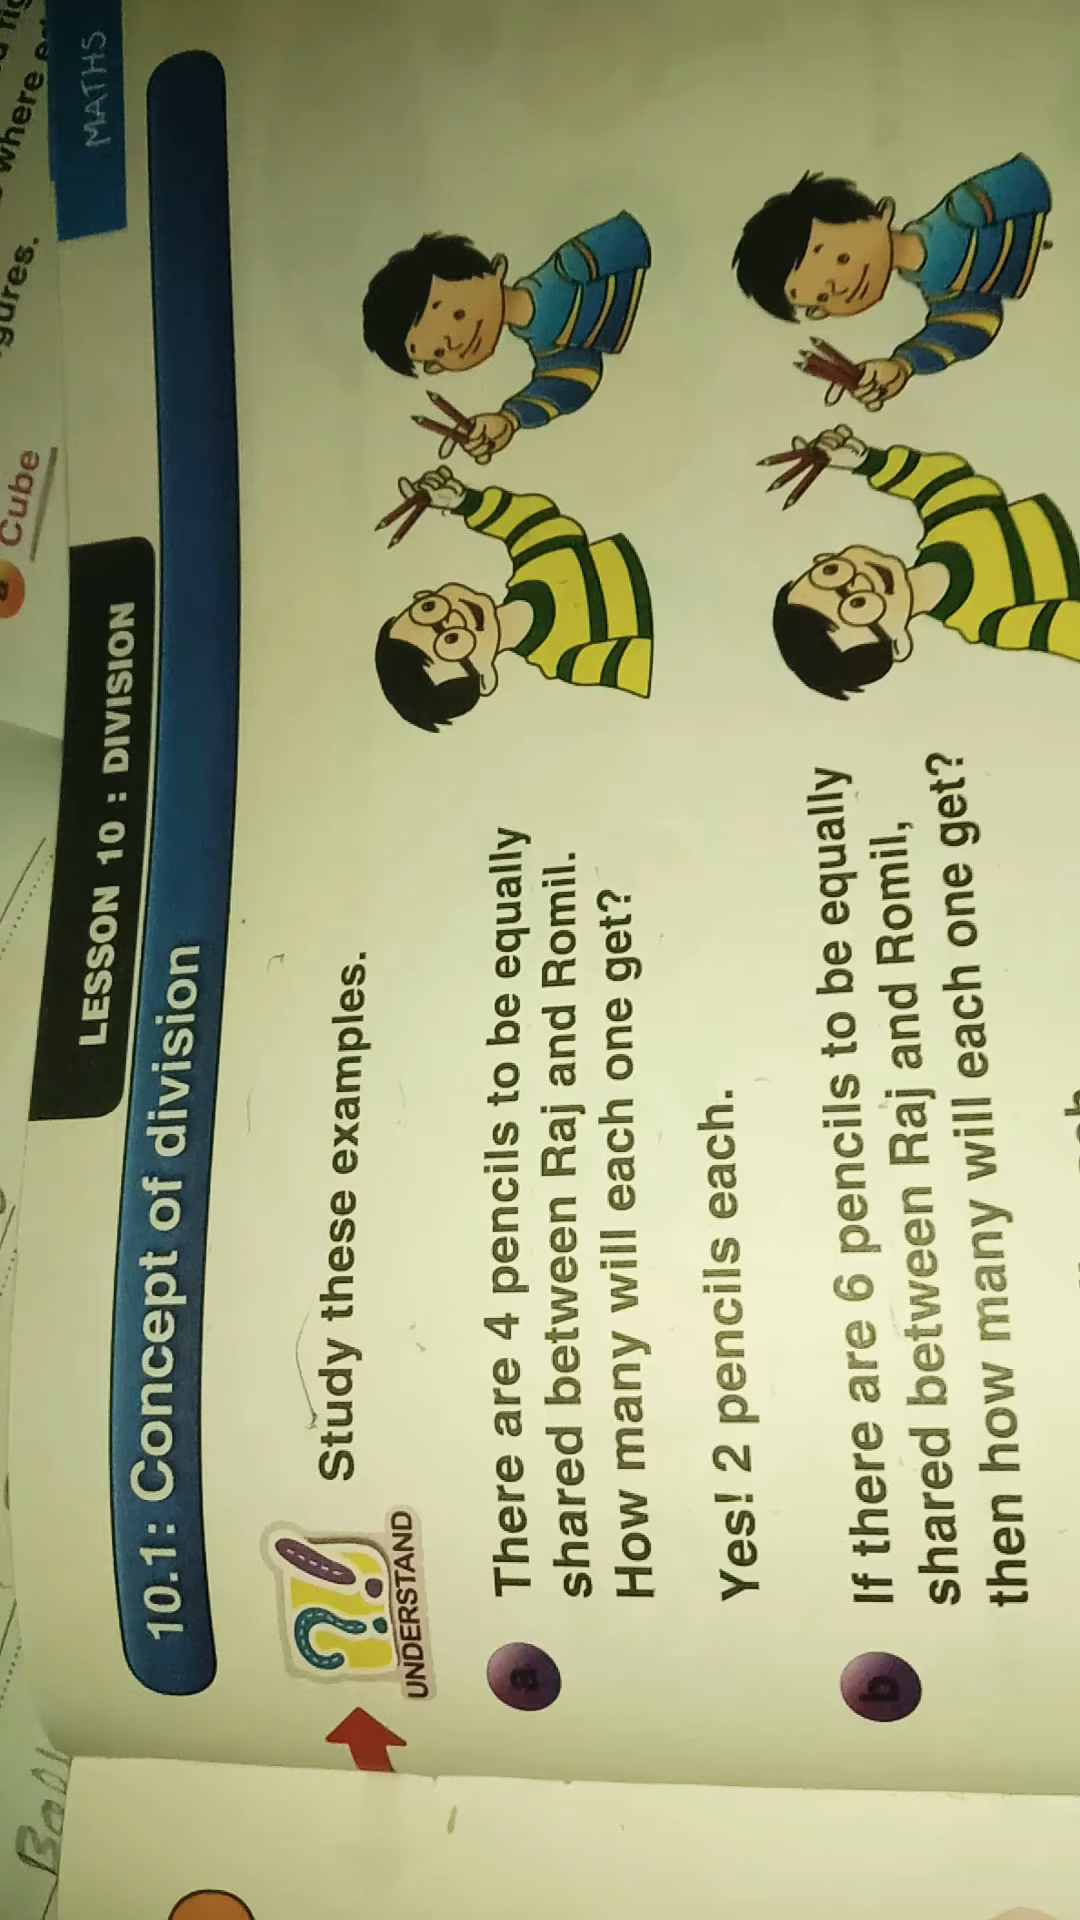 where
gures.
Cube
MATHS
LESSON 10 : DIVISION
10.1: Concept of division
UNDERSTAND
Study these examples.
a There are 4 pencils to be equally
shared between Raj and Romil.
How many will each one get?
Yes! 2 pencils each.
b If there are 6 pencils to be equally
shared between Raj and Romil,
then how many will each one get?